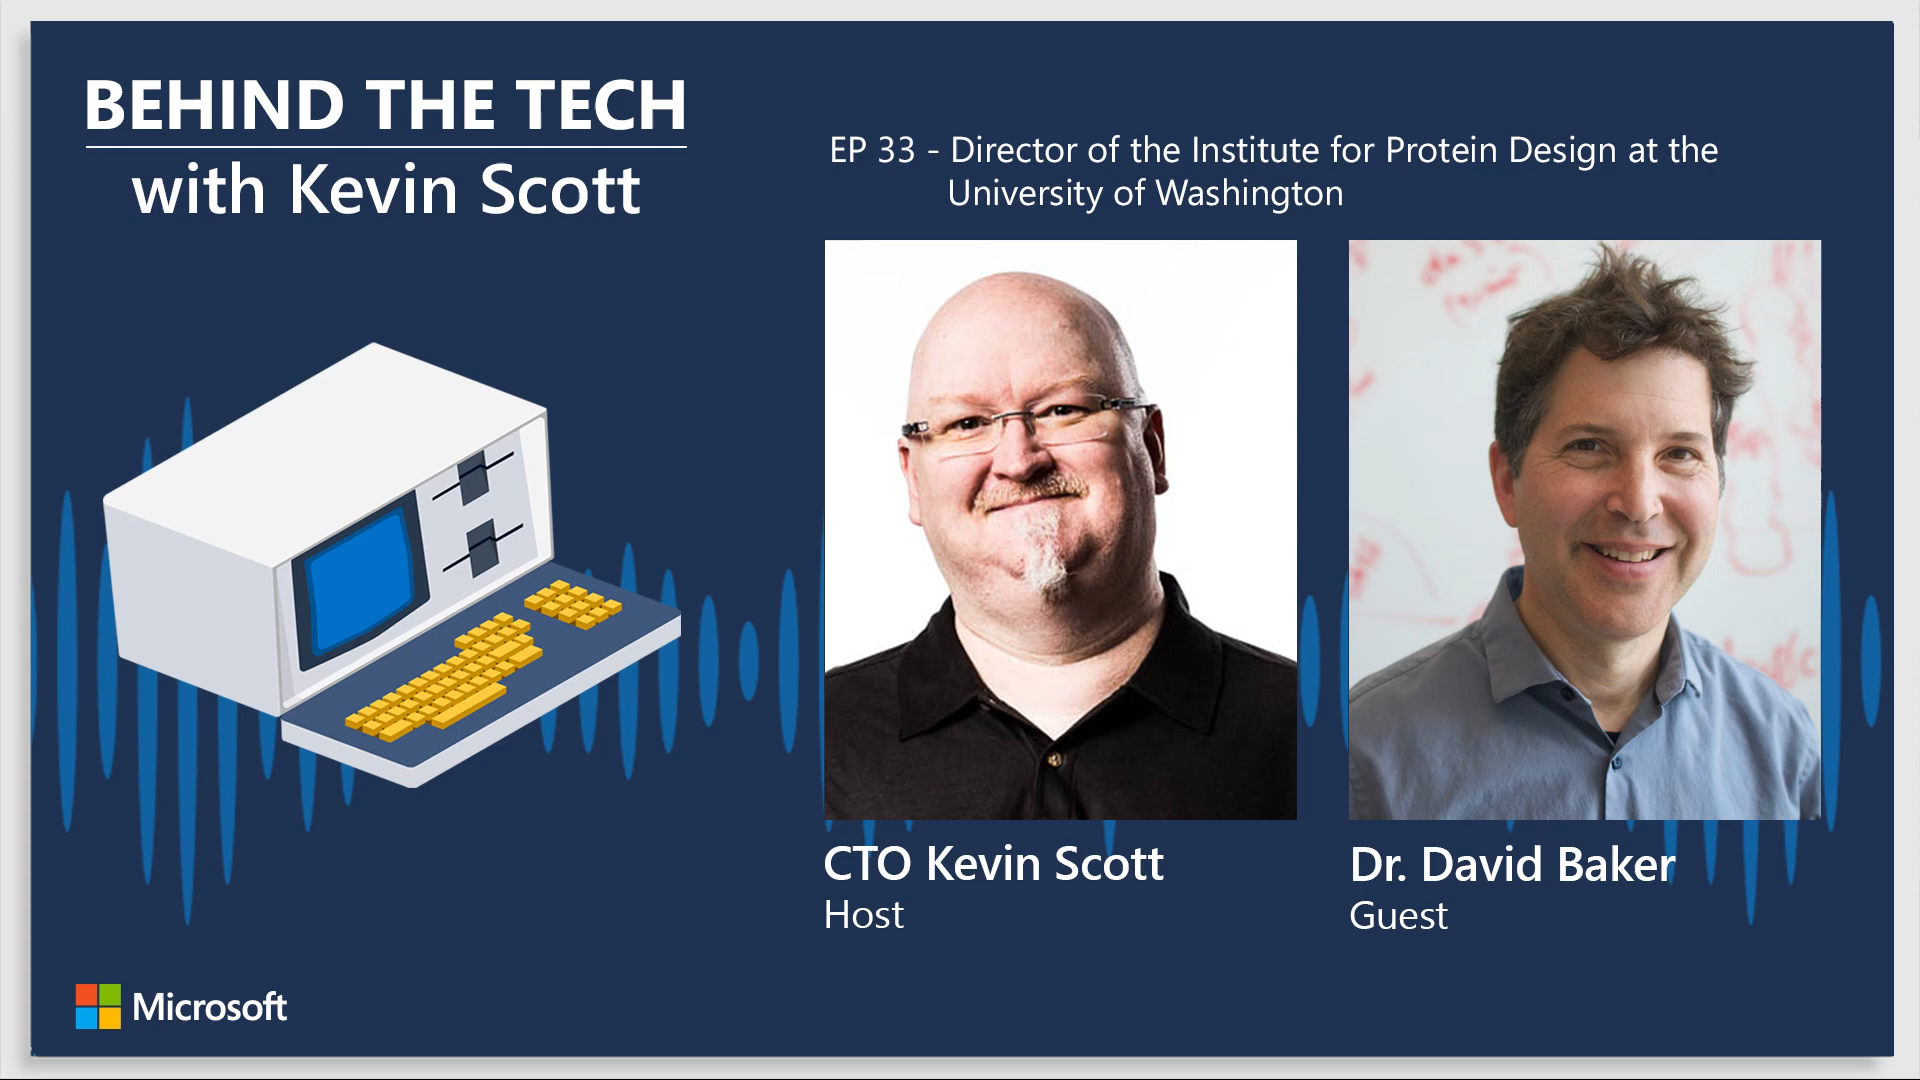 BEHIND THE TECH
with Kevin Scott
EP 33 - Director of the Institute for Protein Design at the
University of Washington
CTO Kevin Scott
Host
Dr. David Baker
Guest
Microsoft